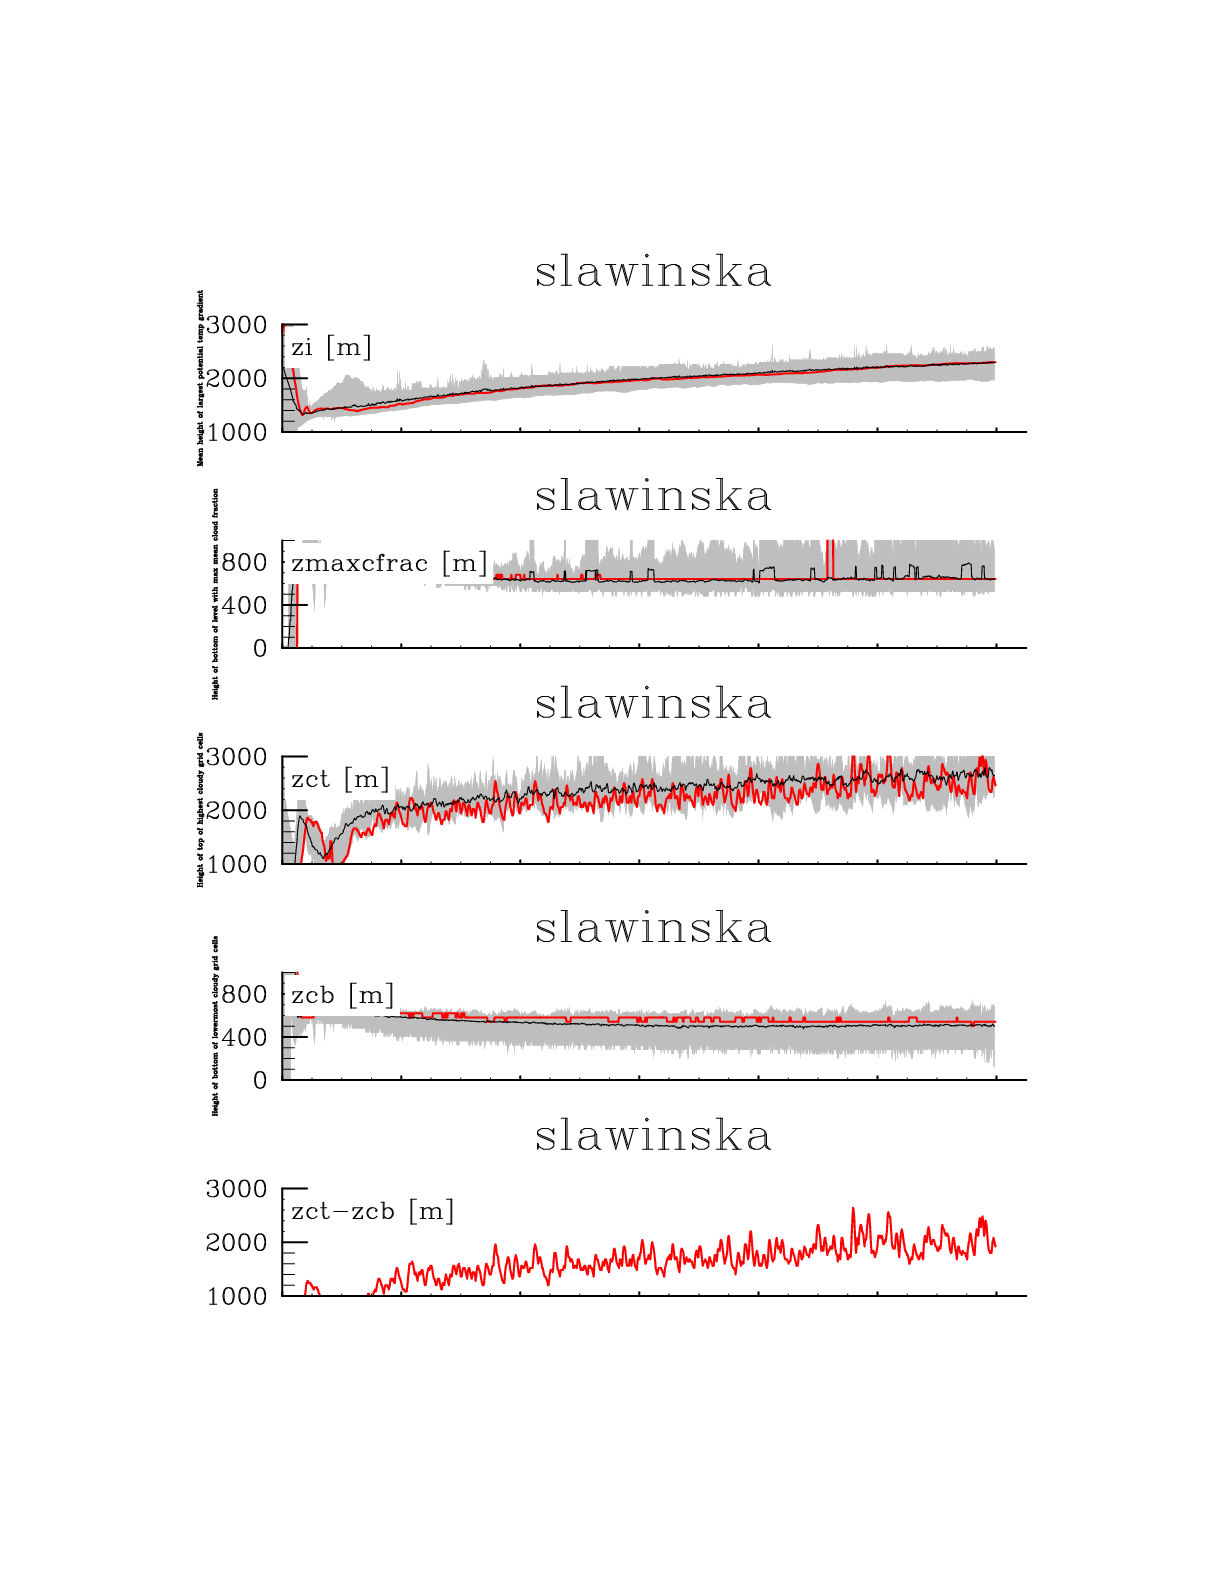 slawinska
Mean height of largest potential temp gradient
3000
2000
1000
zi [m]
slawinska
Height of bottom of level with max mean cloud fraction
800
400
0
zmaxcfrac [m]
slawinska
Height of top of highest cloudy grid cells
3000
2000
1000
zct [m]
slawinska
Height of bottom of lowermost cloudy grid cells
800
400
0
zcb [m]
slawinska
3000
2000
1000
zct−zcb [m]